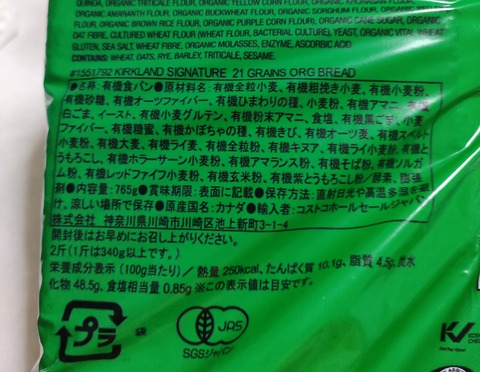 QUINOA, ORGANIC TRITICALE FLOUR, ORGANIC YELLOW CORN FLOUR, ORGANIC
ORGANIC AMARANTH FLOUR, ORGANIC BUCKWHEAT FLOUR, ORGANIC SORGHUM FLOUR, ORGANIC
ORGANIC BROWN RICE FLOUR, ORGANIC PURPLE CORN FLOUR), ORGANIC CANE SUGAR, ORGANIC
OAT FIBRE, CULTURED WHEAT FLOUR (WHEAT FLOUR, BACTERIAL CULTURE), YEAST, ORGANIC VITAL WHEAT
GLUTEN, SEA SALT, WHEAT FIBRE, ORGANIC MOLASSES, ENZYME, ASCORBIC ACID
CONTAINS: WHEAT, OATS, RYE, BARLEY, TRITICALE, SESAME.
#1551792 KIRKLAND SIGNATURE 21 GRAINS ORG BREAD
●名称:有機食パン●原材料名:有機全粒小麦、有機粗挽き小麦、有機小麦粉、
有機砂糖、有機オーツファイバー、有機ひまわりの種、小麦粉、有機アマニ、有機
白ごま、イースト、有機小麦グルテン、有機粉末アマニ、食塩、有機黒ごま、小麦
ファイバー、有機糖蜜、有機かぼちゃの種、有機きび、有機オーツ麦、有機スペルト
小麦粉、有機大麦、有機ライ麦、有機全粒粉、有機キヌア、有機ライ小麦粉、有機と
うもろこし、有機ホラーサーン小麦粉、有機アマランス粉、有機そば粉、有機ソルガ
ム粉、有機レッドファイフ小麦粉、有機玄米粉、有機紫とうもろこし粉/酵素、膨張
剤●内容量:765g●賞味期限:表面に記載●保存方法:直射日光や高温多湿を避
け、涼しい場所で保存●原産国名:カナダ●輸入者:コストコホールセールジャパン
株式会社 神奈川県川崎市川崎区池上新町3-1-4
開封後はお早めにお召し上がりください。
2斤(1斤は340g以上です。)
栄養成分表示(100g当たり)/熱量 250kcal、たんぱく質 10.1g、脂質 4.5g、炭水
化物 48.5g、食塩相当量 0.85g ※この表示値は目安です。
プラ
袋
JAS
SGSジャパン